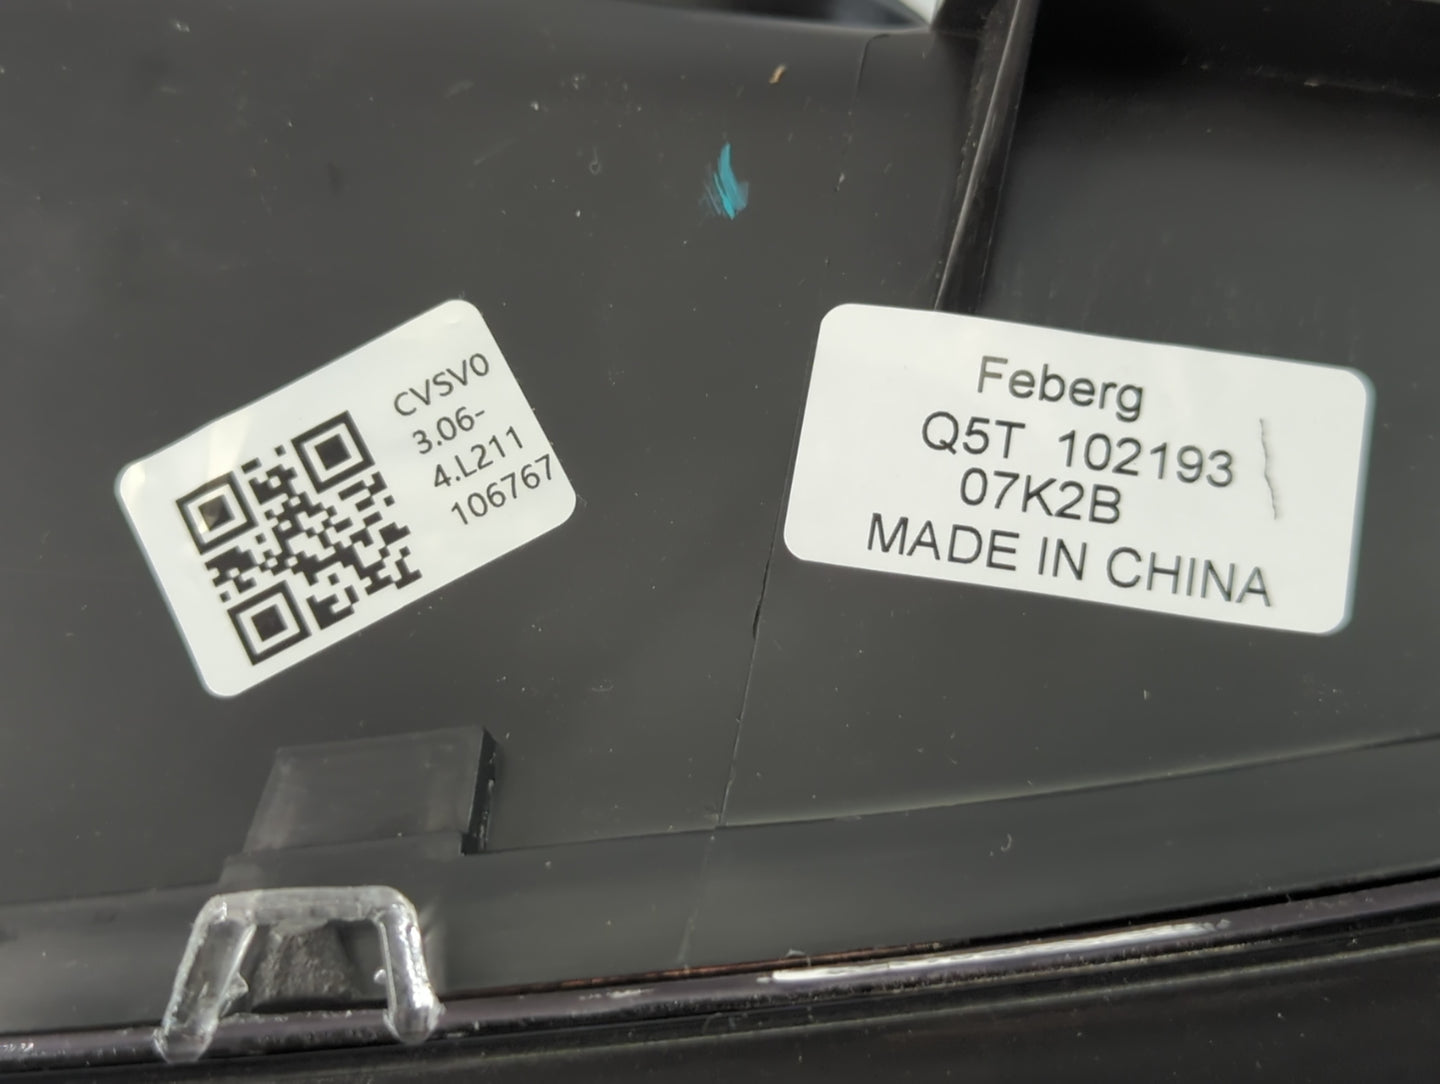 CVSV0
3.06-
4.L211
106767
Feberg
Q5T 102193
07K2B
MADE IN CHINA